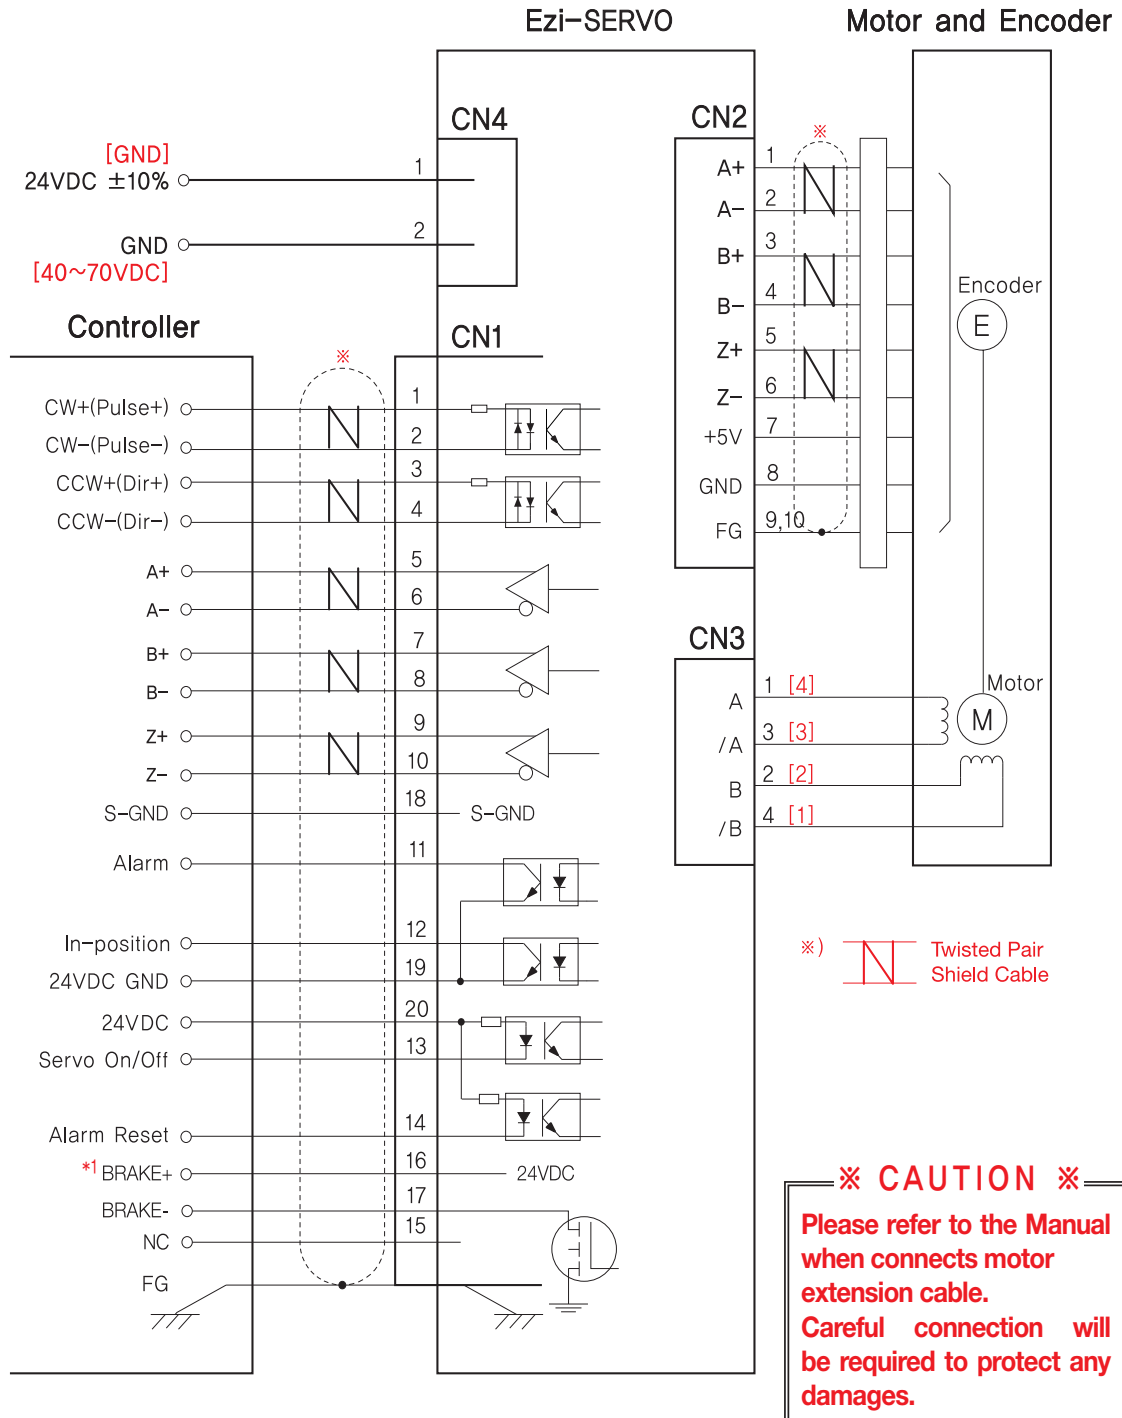 Ezi-SERVO
Motor and Encoder
CN4
[GND]
24VDC ±10%
1
GND
2
[40~70VDC]
CN2
※
A+ 1
A- 2
B+ 3
B- 4
Z+ 5
Z- 6
+5V 7
GND 8
FG 9,10
Encoder
E
Controller
CN1
※
CW+(Pulse+) 1
CW-(Pulse-) 2
CCW+(Dir+) 3
CCW-(Dir-) 4
A+ 5
A- 6
B+ 7
B- 8
Z+ 9
Z- 10
S-GND 18 S-GND
Alarm 11
In-position 12
24VDC GND 19
24VDC 20
Servo On/Off 13
Alarm Reset 14
*1 BRAKE+ 16 24VDC
BRAKE- 17
NC 15
FG
CN3
A 1 [4]
/A 3 [3]
B 2 [2]
/B 4 [1]
Motor
M
※) Twisted Pair
Shield Cable
※ CAUTION ※
Please refer to the Manual
when connects motor
extension cable.
Careful connection will
be required to protect any
damages.